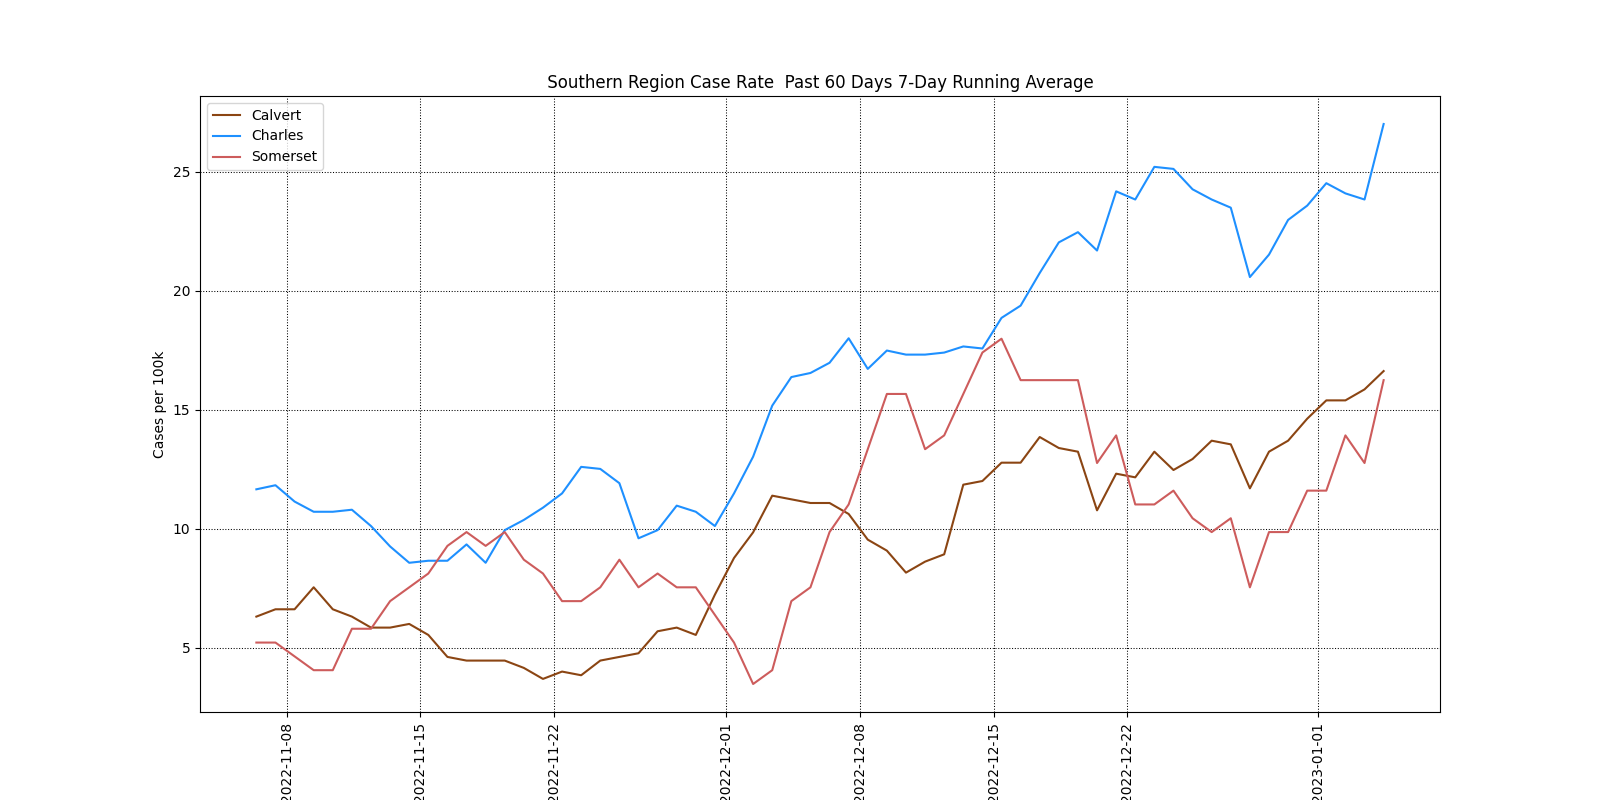 Southern Region Case Rate  Past 60 Days 7-Day Running Average
Calvert
Charles
Somerset
Cases per 100k
25
20
15
10
5
2022-11-08
2022-11-15
2022-11-22
2022-12-01
2022-12-08
2022-12-15
2022-12-22
2023-01-01